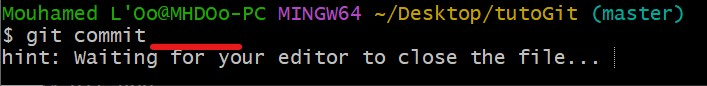 Mouhamed L'Oo@MHDOo-PC MINGW64 ~/Desktop/tutoGit (master)
$ git commit
hint: Waiting for your editor to close the file...